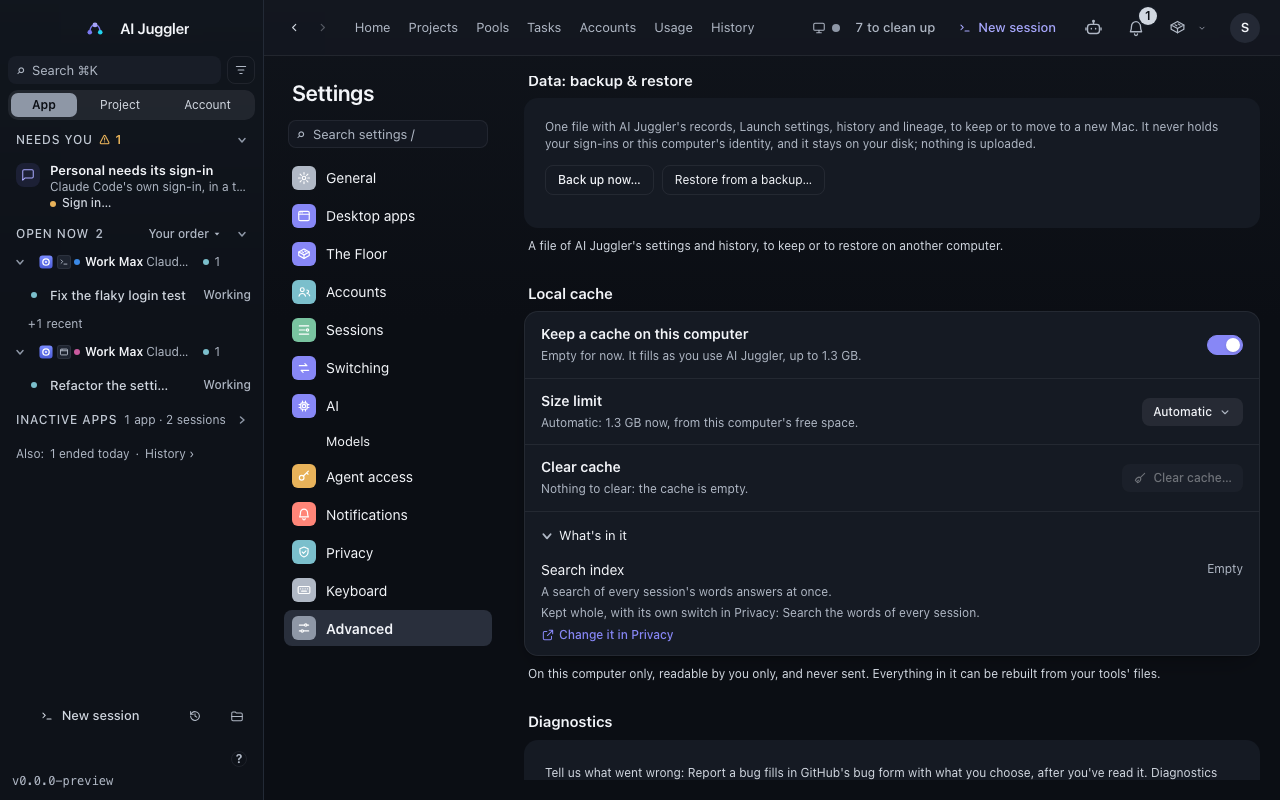 AI Juggler
Search ⌘K
App
Project
Account
NEEDS YOU
1
Personal needs its sign-in
Claude Code's own sign-in, in a t...
Sign in...
OPEN NOW 2
Your order
Work Max Claud...
1
Fix the flaky login test
Working
+1 recent
Work Max Claud...
1
Refactor the setti...
Working
INACTIVE APPS 1 app · 2 sessions
Also: 1 ended today · History ›
New session
?
v0.0.0-preview
Home
Projects
Pools
Tasks
Accounts
Usage
History
7 to clean up
New session
1
S
Settings
Search settings /
General
Desktop apps
The Floor
Accounts
Sessions
Switching
AI
Models
Agent access
Notifications
Privacy
Keyboard
Advanced
Data: backup & restore
One file with AI Juggler's records, Launch settings, history and lineage, to keep or to move to a new Mac. It never holds
your sign-ins or this computer's identity, and it stays on your disk; nothing is uploaded.
Back up now...
Restore from a backup...
A file of AI Juggler's settings and history, to keep or to restore on another computer.
Local cache
Keep a cache on this computer
Empty for now. It fills as you use AI Juggler, up to 1.3 GB.
Size limit
Automatic: 1.3 GB now, from this computer's free space.
Automatic
Clear cache
Nothing to clear: the cache is empty.
Clear cache...
What's in it
Search index
Empty
A search of every session's words answers at once.
Kept whole, with its own switch in Privacy: Search the words of every session.
Change it in Privacy
On this computer only, readable by you only, and never sent. Everything in it can be rebuilt from your tools' files.
Diagnostics
Tell us what went wrong: Report a bug fills in GitHub's bug form with what you choose, after you've read it. Diagnostics